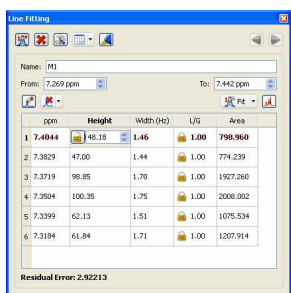 Line Fitting
Name: M1
From: 7.269 ppm To: 7.442 ppm
Fit
ppm Height Width (Hz) L/G Area
1 7.4044 48.18 1.46 1.00 798.960
2 7.3829 47.00 1.44 1.00 774.239
3 7.3719 98.85 1.70 1.00 1927.260
4 7.3504 100.35 1.75 1.00 2008.002
5 7.3399 62.13 1.51 1.00 1075.534
6 7.3184 61.84 1.71 1.00 1207.914
Residual Error: 2.92213